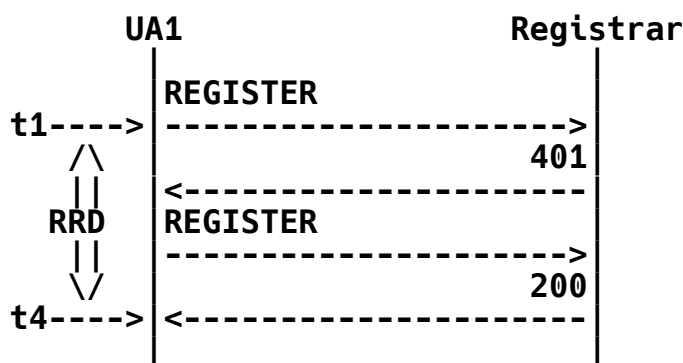 UA1 Registrar
REGISTER
t1---->|--------------------->|
/\ 401
|| <---------------------
RRD REGISTER
|| --------------------->
\/ 200
t4---->|<---------------------|